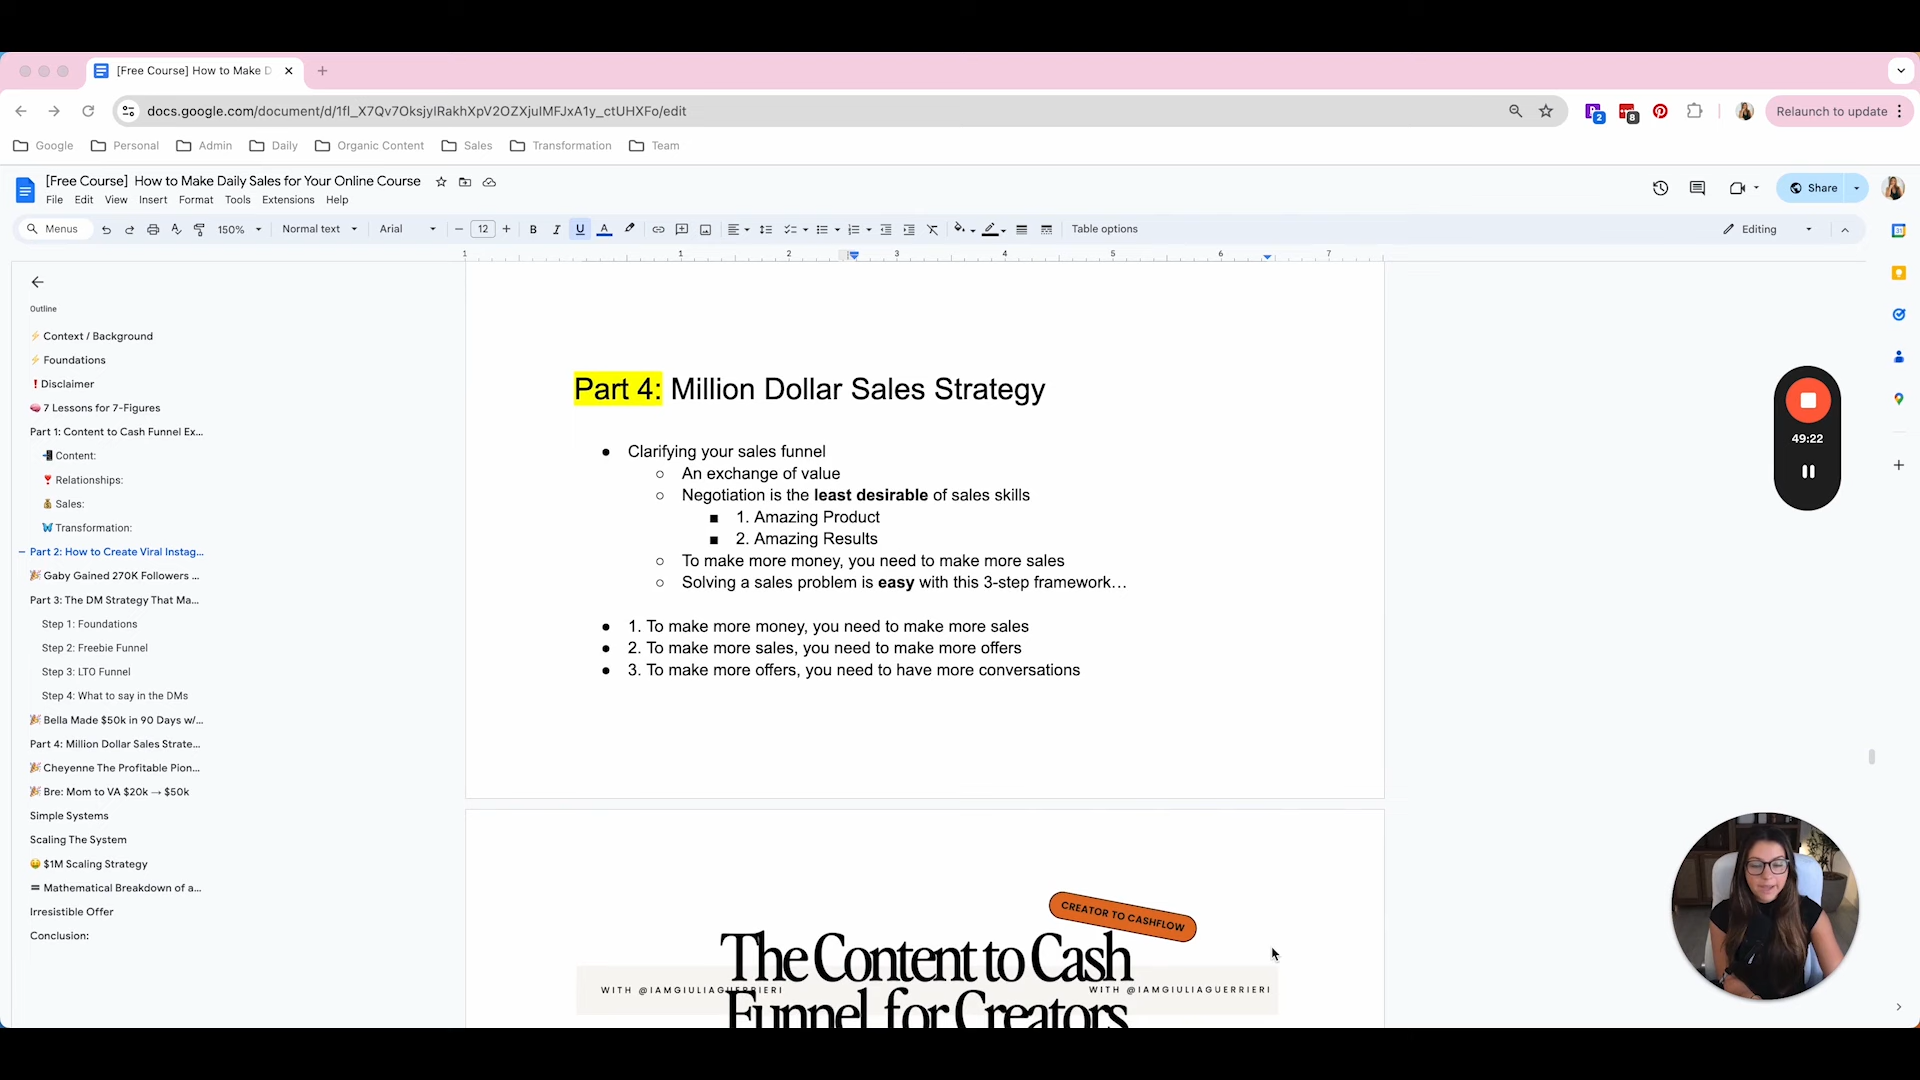 [Free Course] How to Make D
docs.google.com/document/d/1fI_X7Qv7OksjyIRakhXpV2OZXjuIMFJxA1y_ctUHXFo/edit
2
8
Relaunch to update
Google
Personal
Admin
Daily
Organic Content
Sales
Transformation
Team
[Free Course] How to Make Daily Sales for Your Online Course
File Edit View Insert Format Tools Extensions Help
Share
Menus
150%
Normal text
Arial
12
Table options
Editing
1 1 2 3 4 5 6 7
Outline
⚡ Context / Background
⚡ Foundations
❗Disclaimer
🧠 7 Lessons for 7-Figures
Part 1: Content to Cash Funnel Ex...
📲 Content:
❣️ Relationships:
💰 Sales:
🦋 Transformation:
Part 2: How to Create Viral Instag...
🎉 Gaby Gained 270K Followers ...
Part 3: The DM Strategy That Ma...
Step 1: Foundations
Step 2: Freebie Funnel
Step 3: LTO Funnel
Step 4: What to say in the DMs
🎉 Bella Made $50k in 90 Days w/...
Part 4: Million Dollar Sales Strate...
🎉 Cheyenne The Profitable Pion...
🎉 Bre: Mom to VA $20k → $50k
Simple Systems
Scaling The System
🤑 $1M Scaling Strategy
🟰 Mathematical Breakdown of a...
Irresistible Offer
Conclusion:
Part 4: Million Dollar Sales Strategy
● Clarifying your sales funnel
○ An exchange of value
○ Negotiation is the least desirable of sales skills
■ 1. Amazing Product
■ 2. Amazing Results
○ To make more money, you need to make more sales
○ Solving a sales problem is easy with this 3-step framework…
● 1. To make more money, you need to make more sales
● 2. To make more sales, you need to make more offers
● 3. To make more offers, you need to have more conversations
CREATOR TO CASHFLOW
The Content to Cash
WITH @IAMGIULIAGUERRIERI
WITH @IAMGIULIAGUERRIERI
Funnel for Creators
49:22